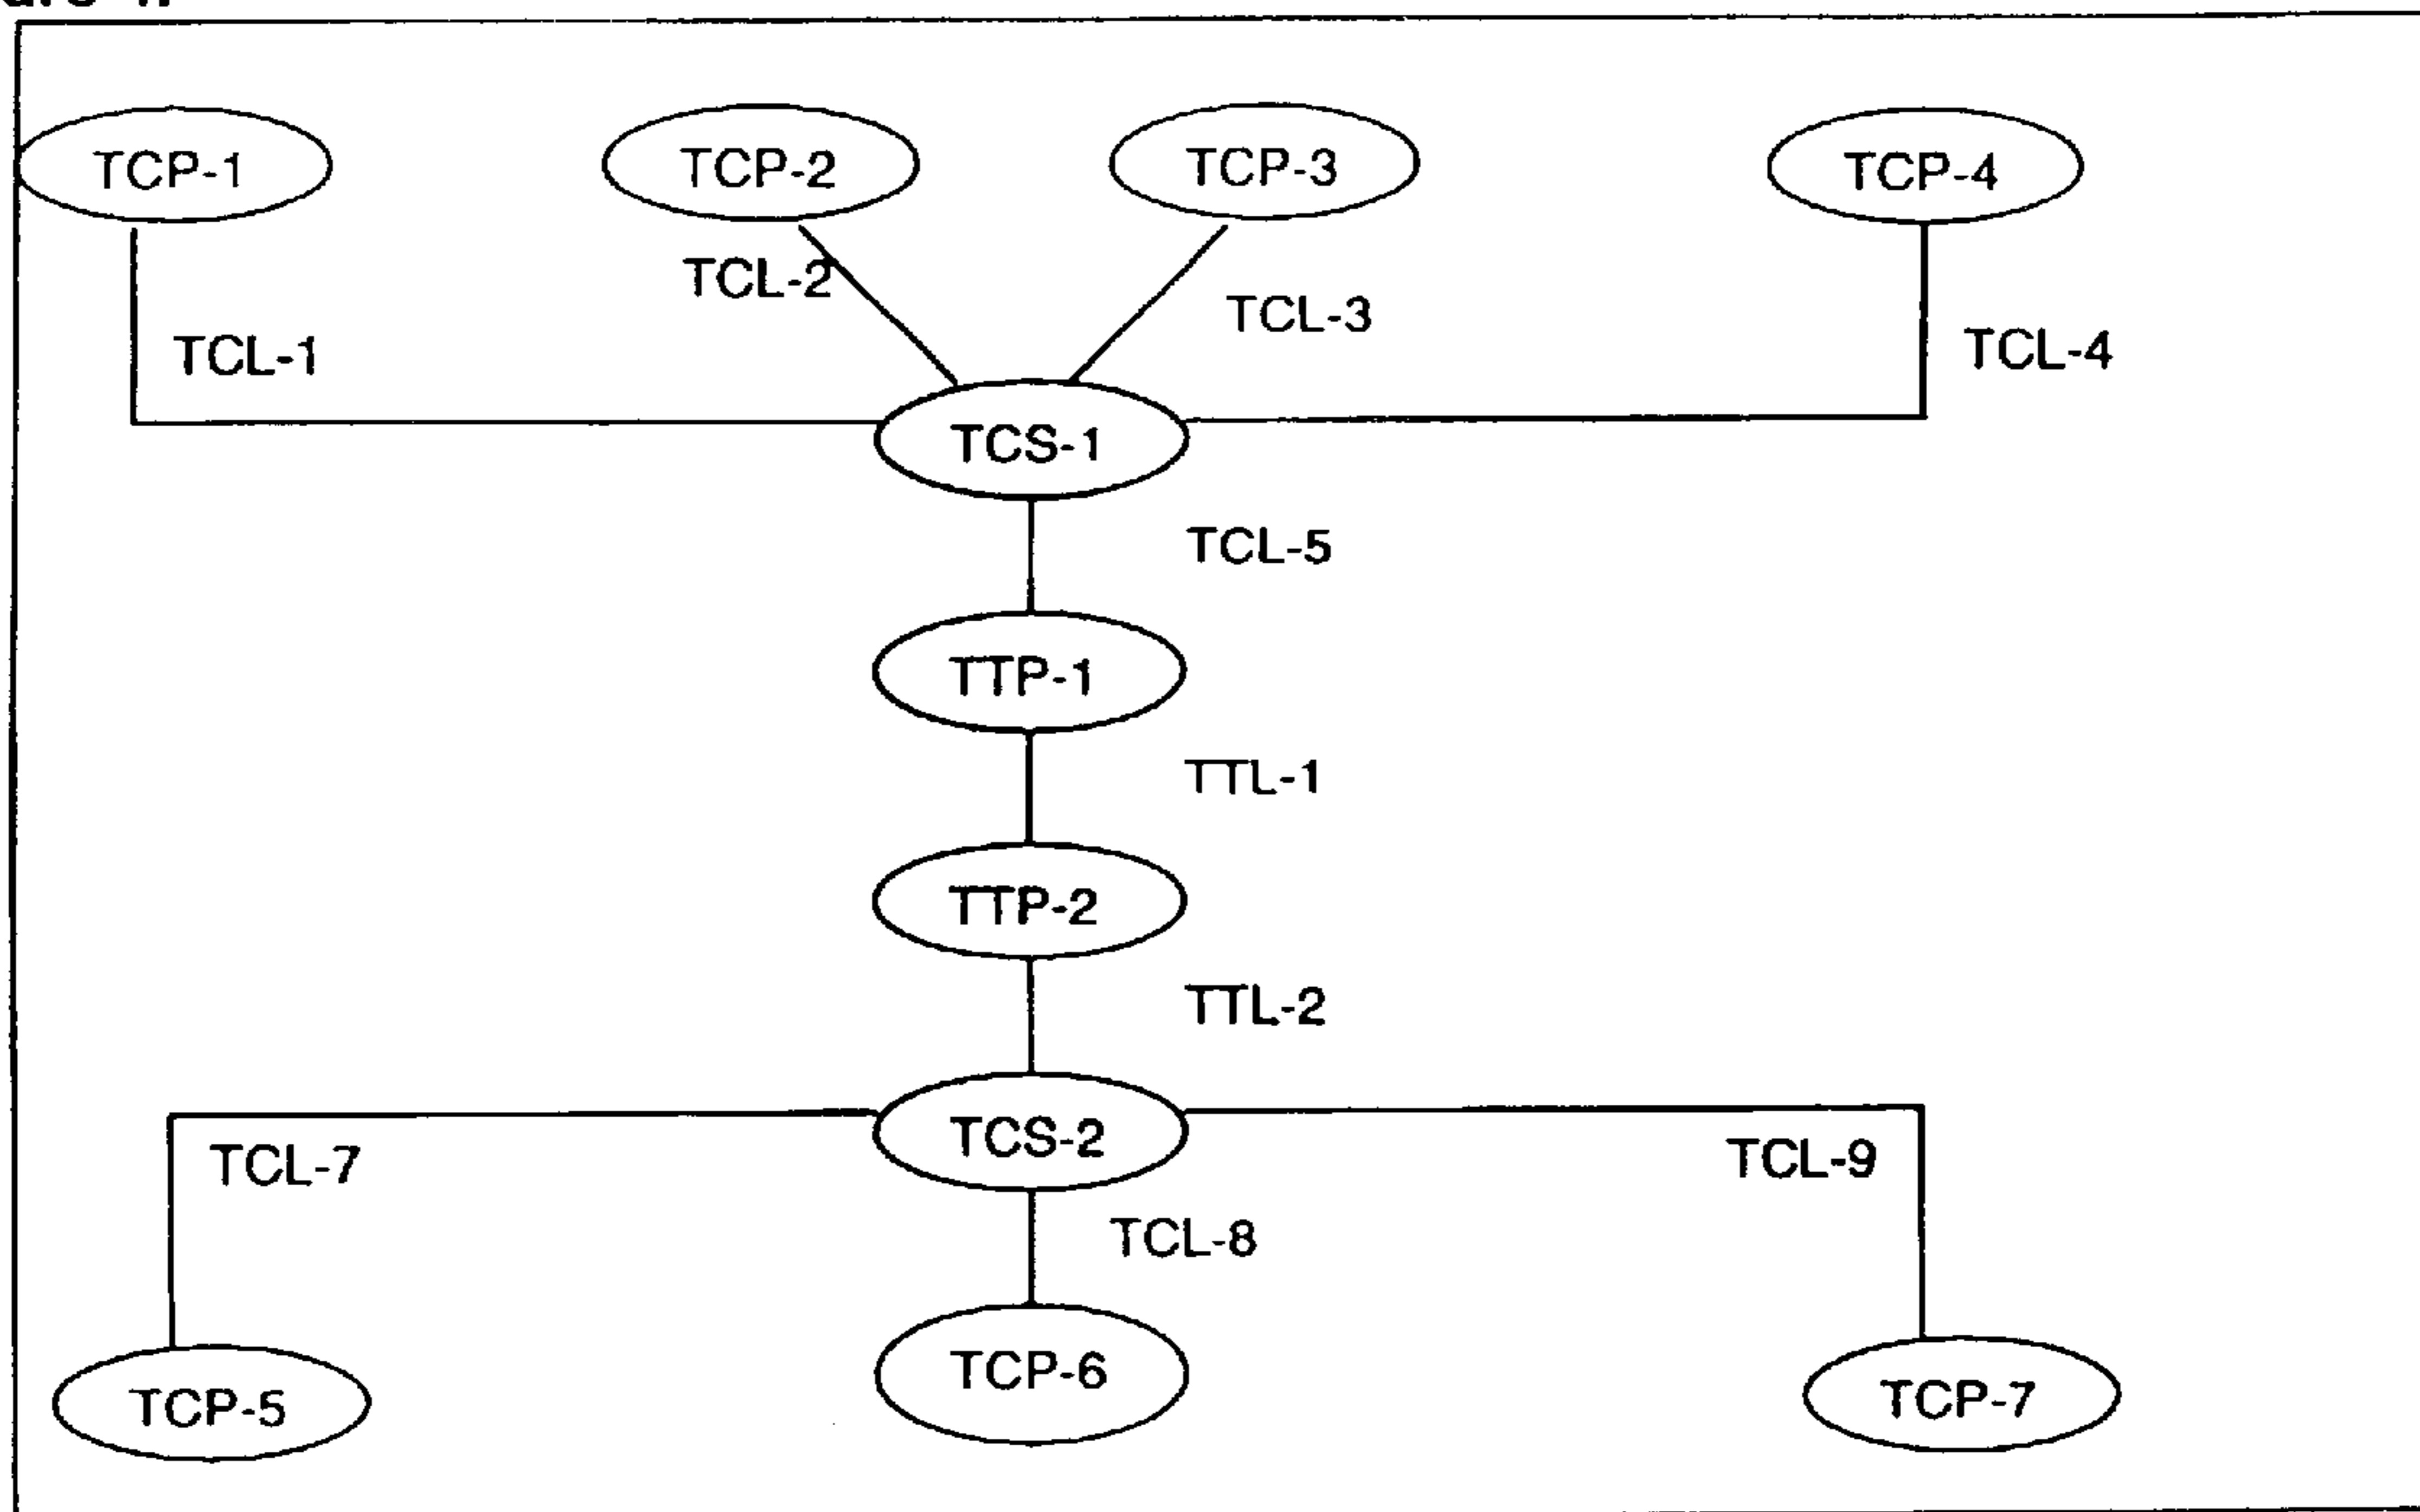 TCP-1 TCP-2 TCP-3 TCP-4
TCL-2
TCL-3
TCL-1
TCL-4
TCS-1
TCL-5
TTP-1
TTL-1
TTP-2
TTL-2
TCS-2
TCL-7
TCL-9
TCL-8
TCP-6
TCP-5
TCP-7